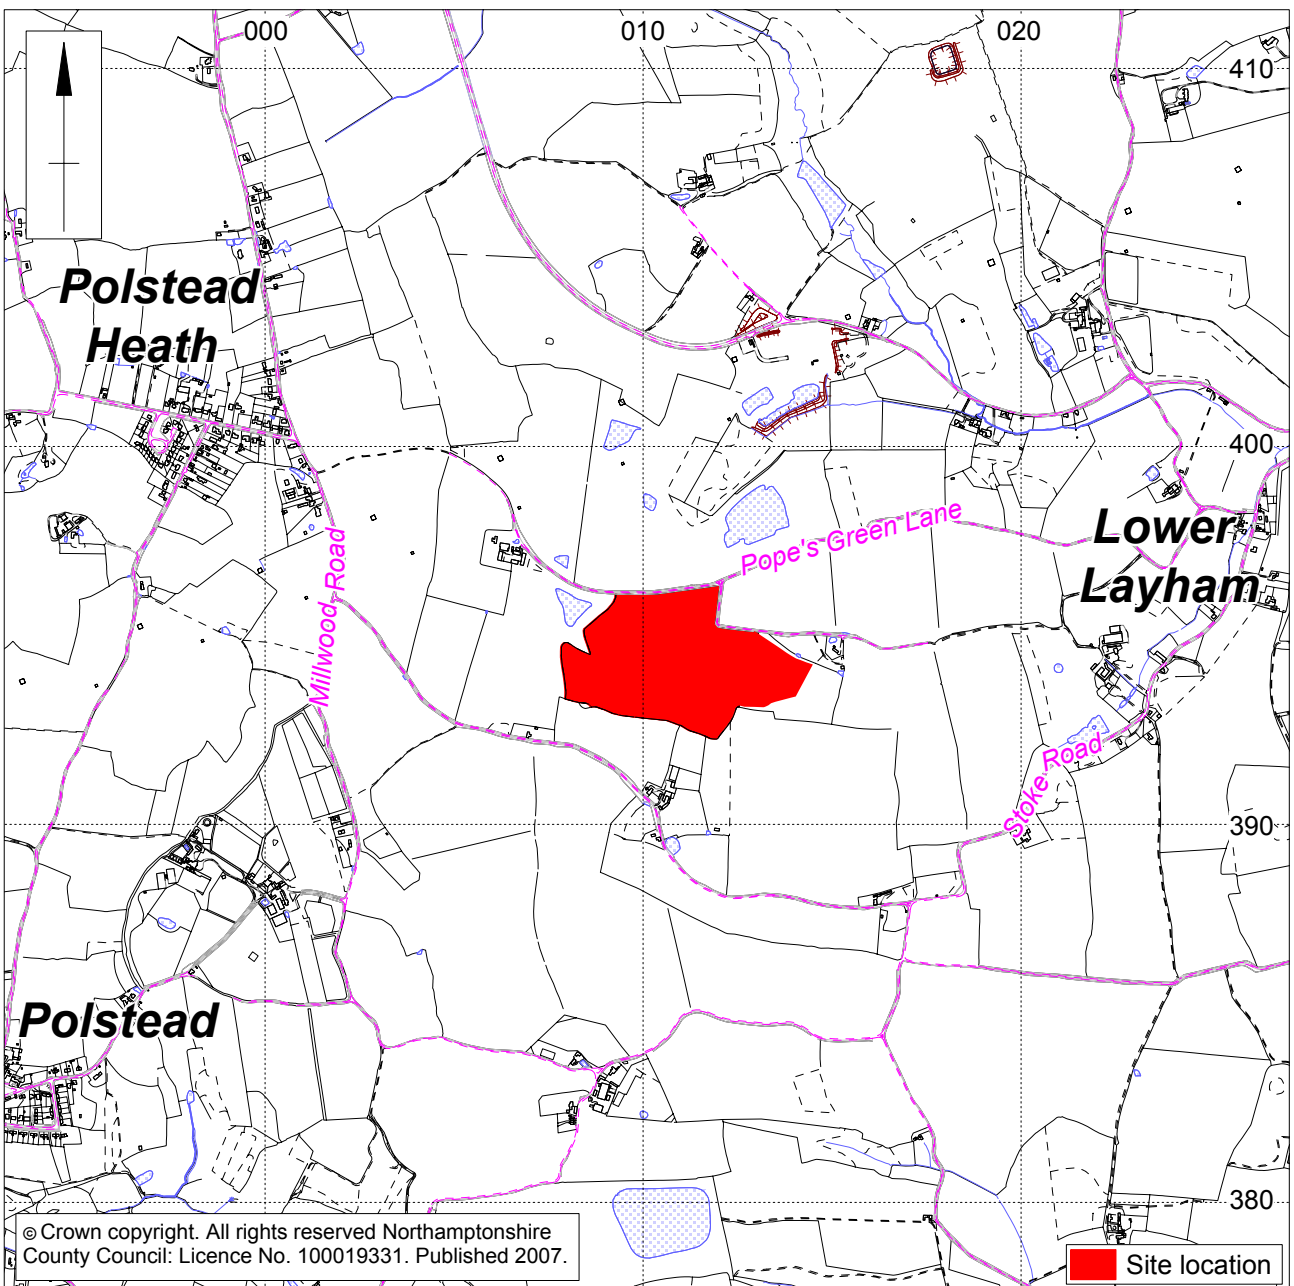 000
010
020
410
Polstead
Heath
400
Pope's Green Lane
Lower
Layham
Millwood Road
Stoke Road
390
Polstead
380
© Crown copyright. All rights reserved Northamptonshire
County Council: Licence No. 100019331. Published 2007.
Site location